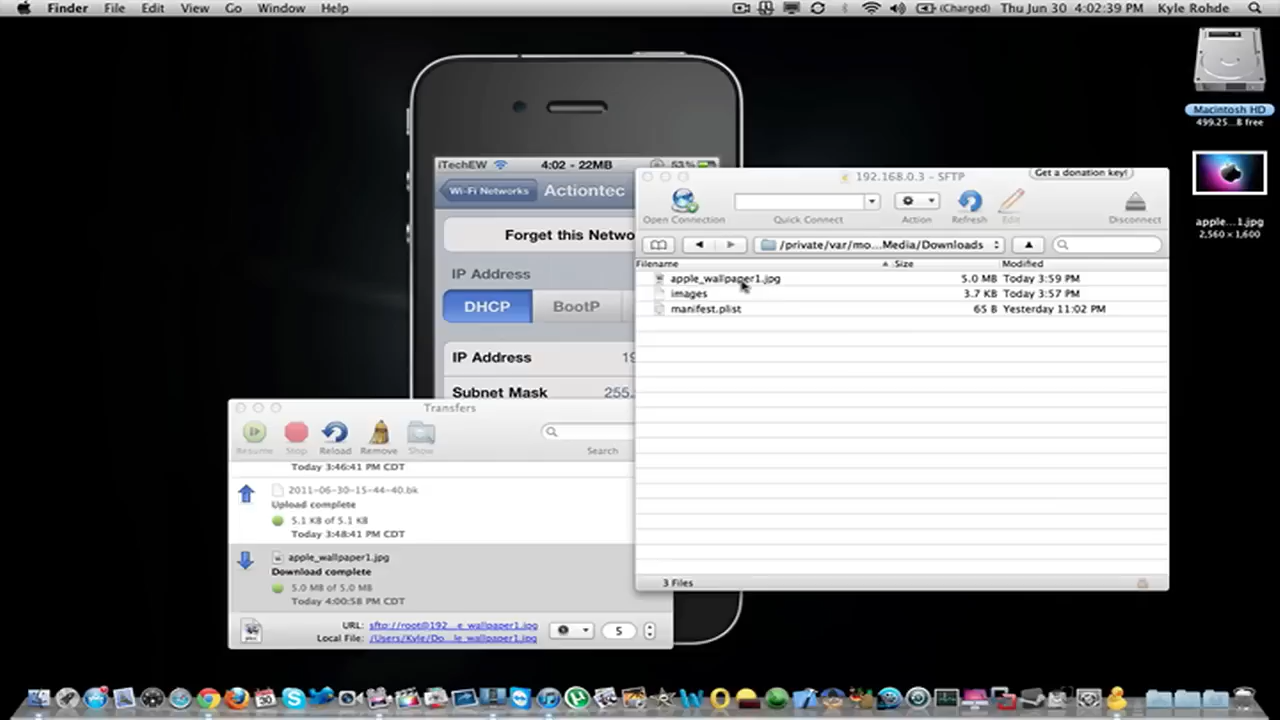 Finder File Edit View Go Window Help (Charged) Thu Jun 30 4:02:39 PM Kyle Rohde
Macintosh HD
499.25...B free
apple...1.jpg
2,560 × 1,600
iTechEW 4:02 - 22MB 53%
Wi-Fi Networks Actiontec
Forget this Netwo
IP Address
DHCP BootP
IP Address 19
Subnet Mask 255.
192.168.0.3 - SFTP Get a donation key!
Open Connection Quick Connect Action Refresh Edit Disconnect
/private/var/mo...Media/Downloads
Filename Size Modified
apple_wallpaper1.jpg 5.0 MB Today 3:59 PM
images 3.7 KB Today 3:57 PM
manifest.plist 65 B Yesterday 11:02 PM
3 Files
Transfers
Resume Stop Reload Remove Show Search
Today 3:46:41 PM CDT
2011-06-30-15-44-40.bk
Upload complete
5.1 KB of 5.1 KB
Today 3:48:41 PM CDT
apple_wallpaper1.jpg
Download complete
5.0 MB of 5.0 MB
Today 4:00:58 PM CDT
URL: sftp://root@192...e_wallpaper1.jpg
Local File: /Users/Kyle/Do...le_wallpaper1.jpg
5